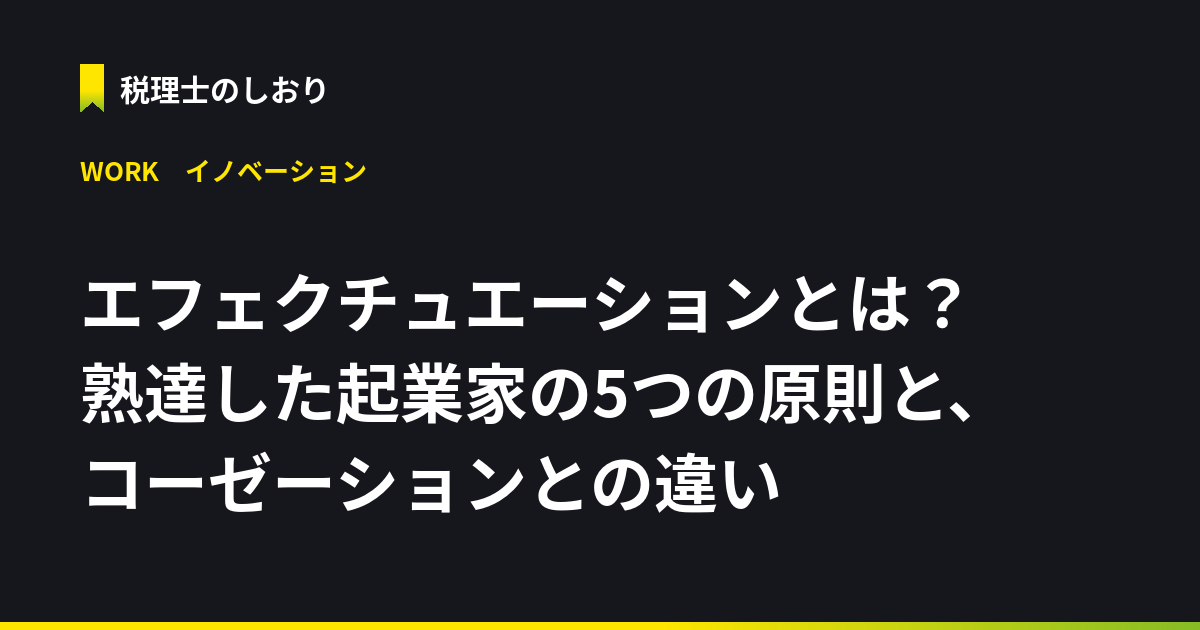 税理士のしおり
WORK　イノベーション
エフェクチュエーションとは？
熟達した起業家の5つの原則と、
コーゼーションとの違い